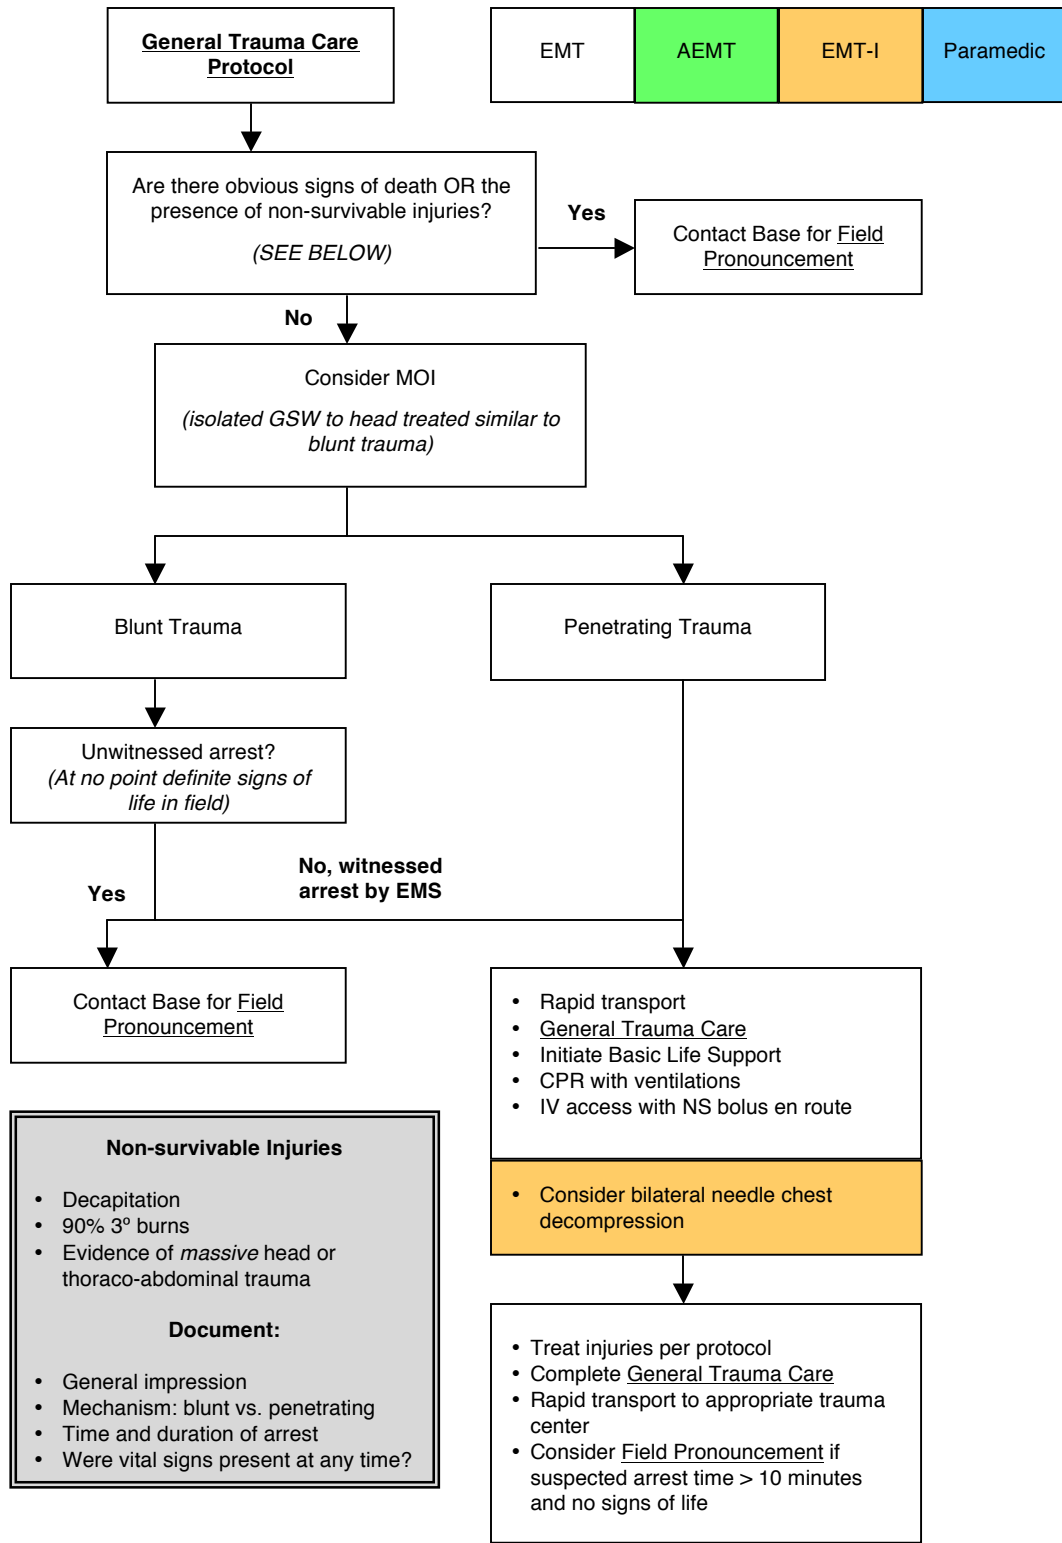 General Trauma Care
Protocol
EMT
AEMT
EMT-I
Paramedic
Are there obvious signs of death OR the
presence of non-survivable injuries?
(SEE BELOW)
Yes
Contact Base for Field
Pronouncement
No
Consider MOI
(isolated GSW to head treated similar to
blunt trauma)
Blunt Trauma
Penetrating Trauma
Unwitnessed arrest?
(At no point definite signs of
life in field)
Yes
No, witnessed
arrest by EMS
Contact Base for Field
Pronouncement
• Rapid transport
• General Trauma Care
• Initiate Basic Life Support
• CPR with ventilations
• IV access with NS bolus en route
• Consider bilateral needle chest
decompression
Non-survivable Injuries
• Decapitation
• 90% 3º burns
• Evidence of massive head or
thoraco-abdominal trauma
Document:
• General impression
• Mechanism: blunt vs. penetrating
• Time and duration of arrest
• Were vital signs present at any time?
• Treat injuries per protocol
• Complete General Trauma Care
• Rapid transport to appropriate trauma
center
• Consider Field Pronouncement if
suspected arrest time > 10 minutes
and no signs of life